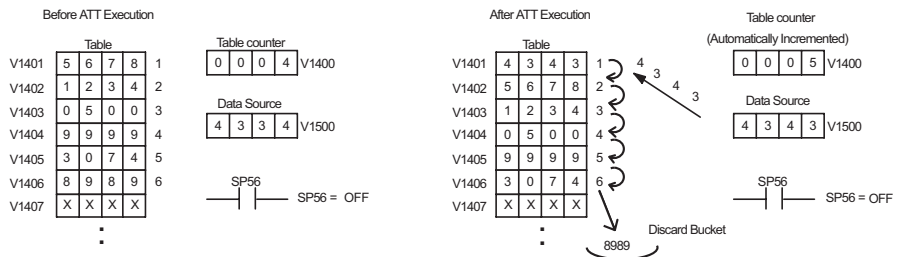 Before ATT Execution
Table
V1401 5 6 7 8 1
V1402 1 2 3 4 2
V1403 0 5 0 0 3
V1404 9 9 9 9 4
V1405 3 0 7 4 5
V1406 8 9 8 9 6
V1407 X X X X
:
Table counter
0 0 0 4 V1400
Data Source
4 3 3 4 V1500
SP56
SP56 = OFF
After ATT Execution
Table
V1401 4 3 4 3 1
V1402 5 6 7 8 2
V1403 1 2 3 4 3
V1404 0 5 0 0 4
V1405 9 9 9 9 5
V1406 3 0 7 4 6
V1407 X X X X
:
4 3 4 3
Discard Bucket
8989
Table counter
(Automatically Incremented)
0 0 0 5 V1400
Data Source
4 3 4 3 V1500
SP56
SP56 = OFF